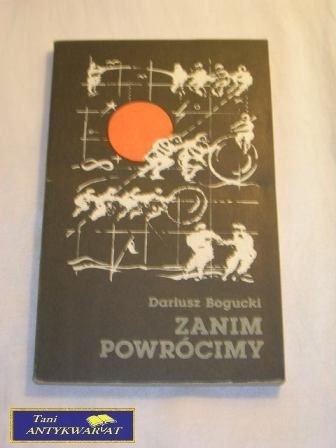 Dariusz Bogucki
ZANIM
POWRÓCIMY
Tani
ANTYKWARIAT